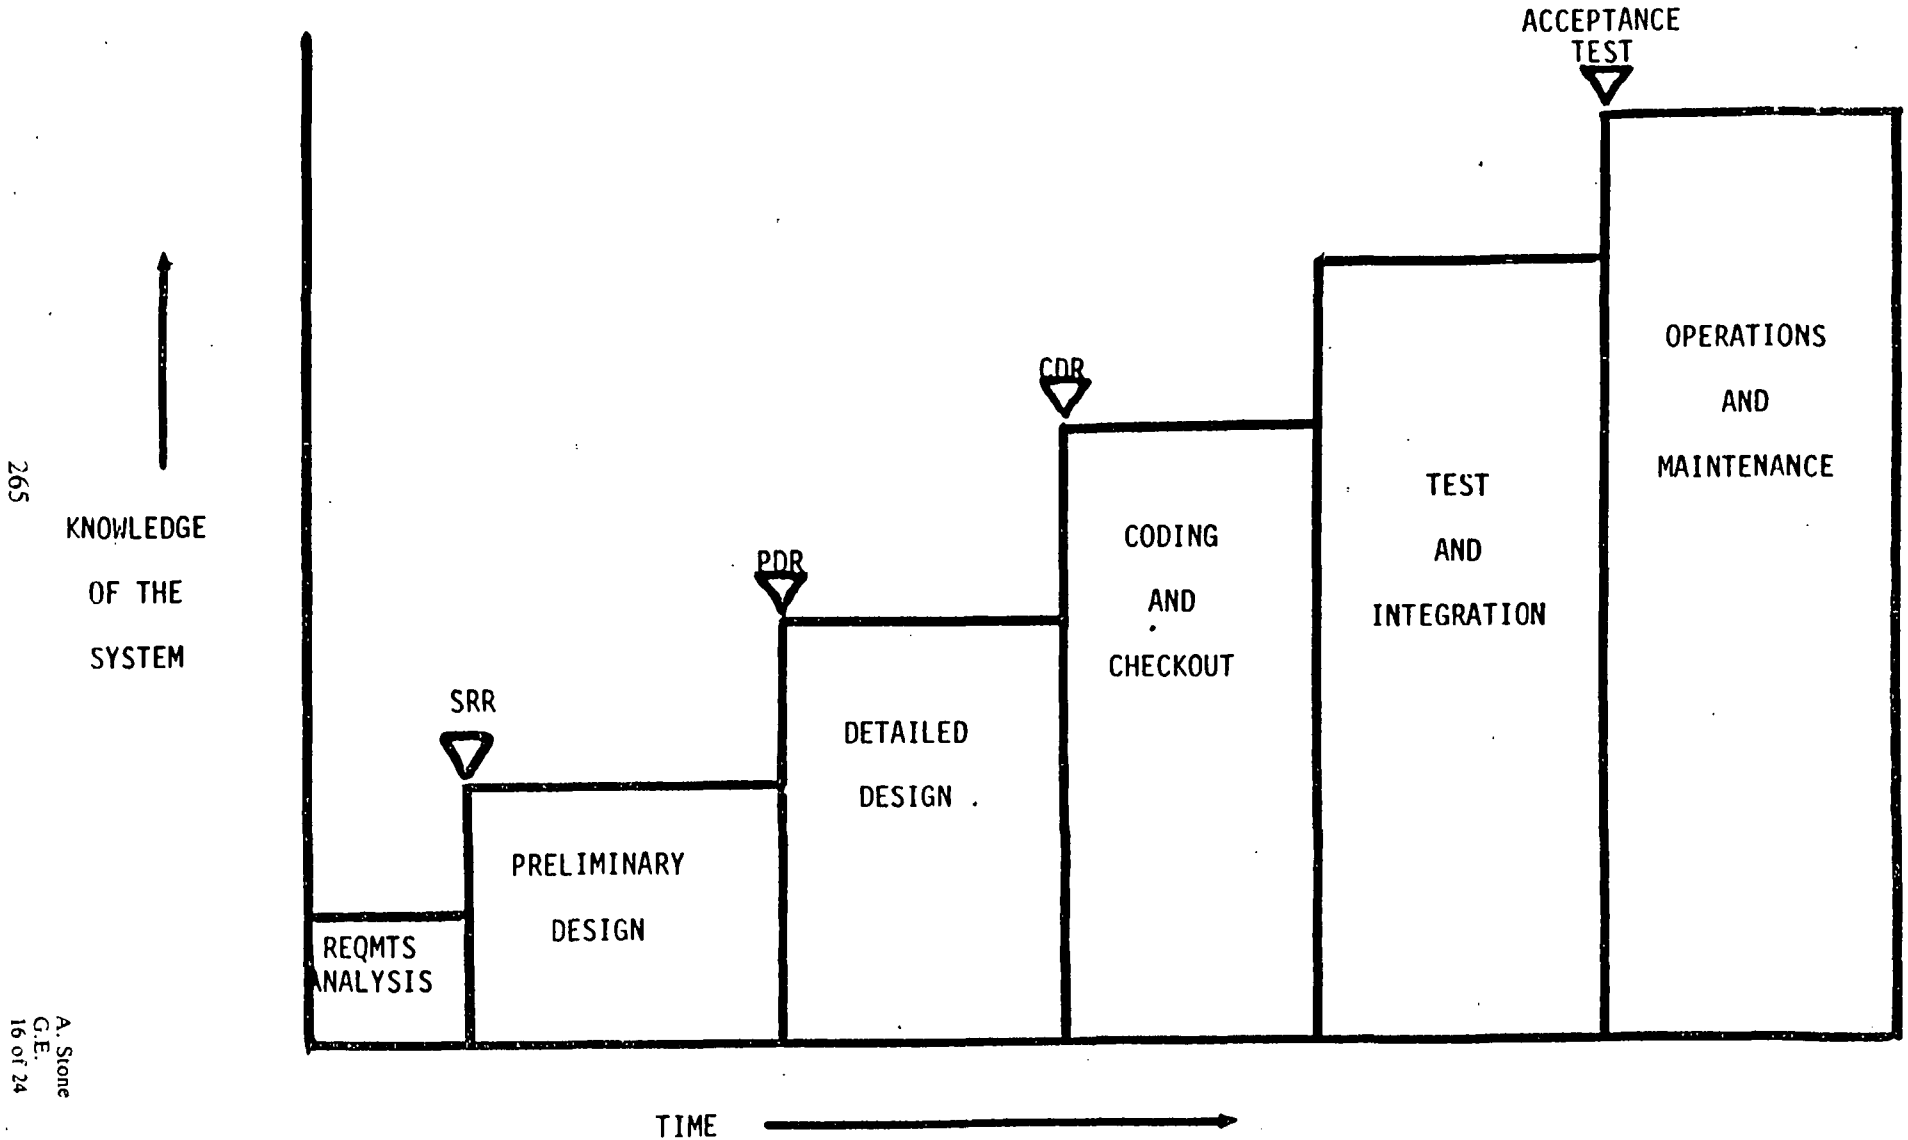 ACCEPTANCE
TEST
CDR
PDR
SRR
KNOWLEDGE
OF THE
SYSTEM
REQMTS
ANALYSIS
PRELIMINARY
DESIGN
DETAILED
DESIGN
CODING
AND
CHECKOUT
TEST
AND
INTEGRATION
OPERATIONS
AND
MAINTENANCE
TIME
265
A. Stone
G.E.
16 of 24